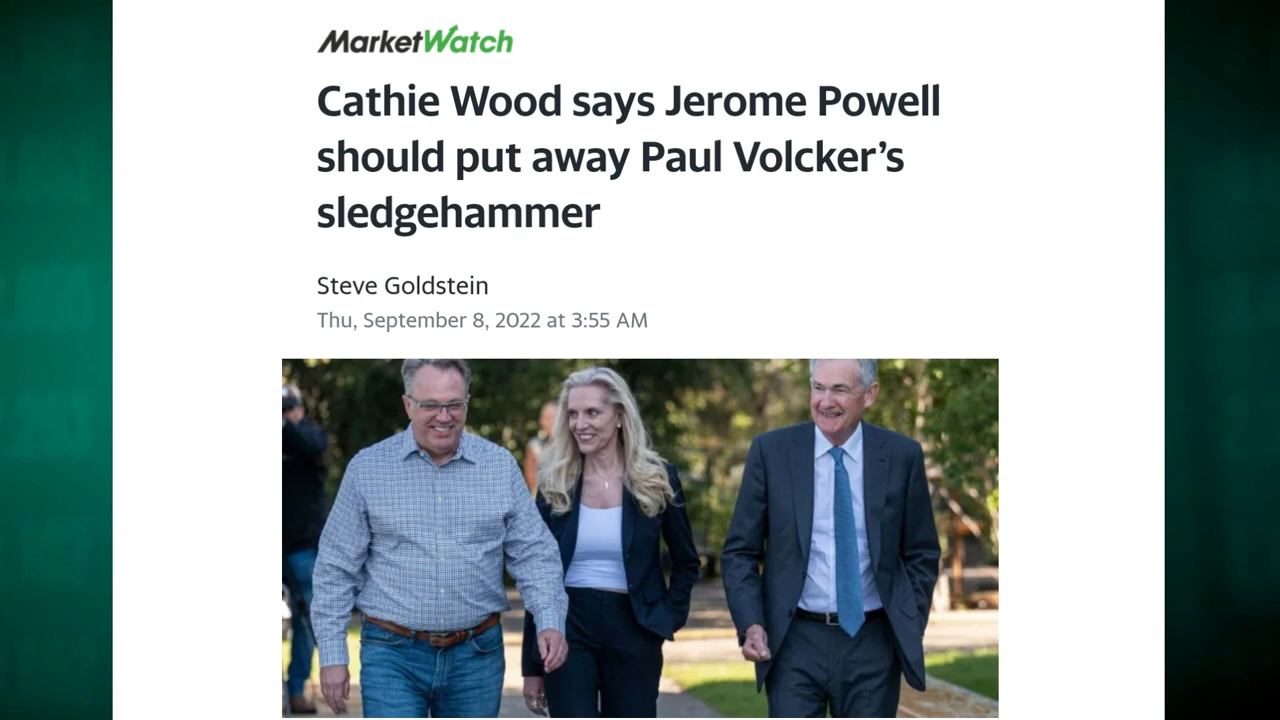 MarketWatch
Cathie Wood says Jerome Powell
should put away Paul Volcker’s
sledgehammer
Steve Goldstein
Thu, September 8, 2022 at 3:55 AM